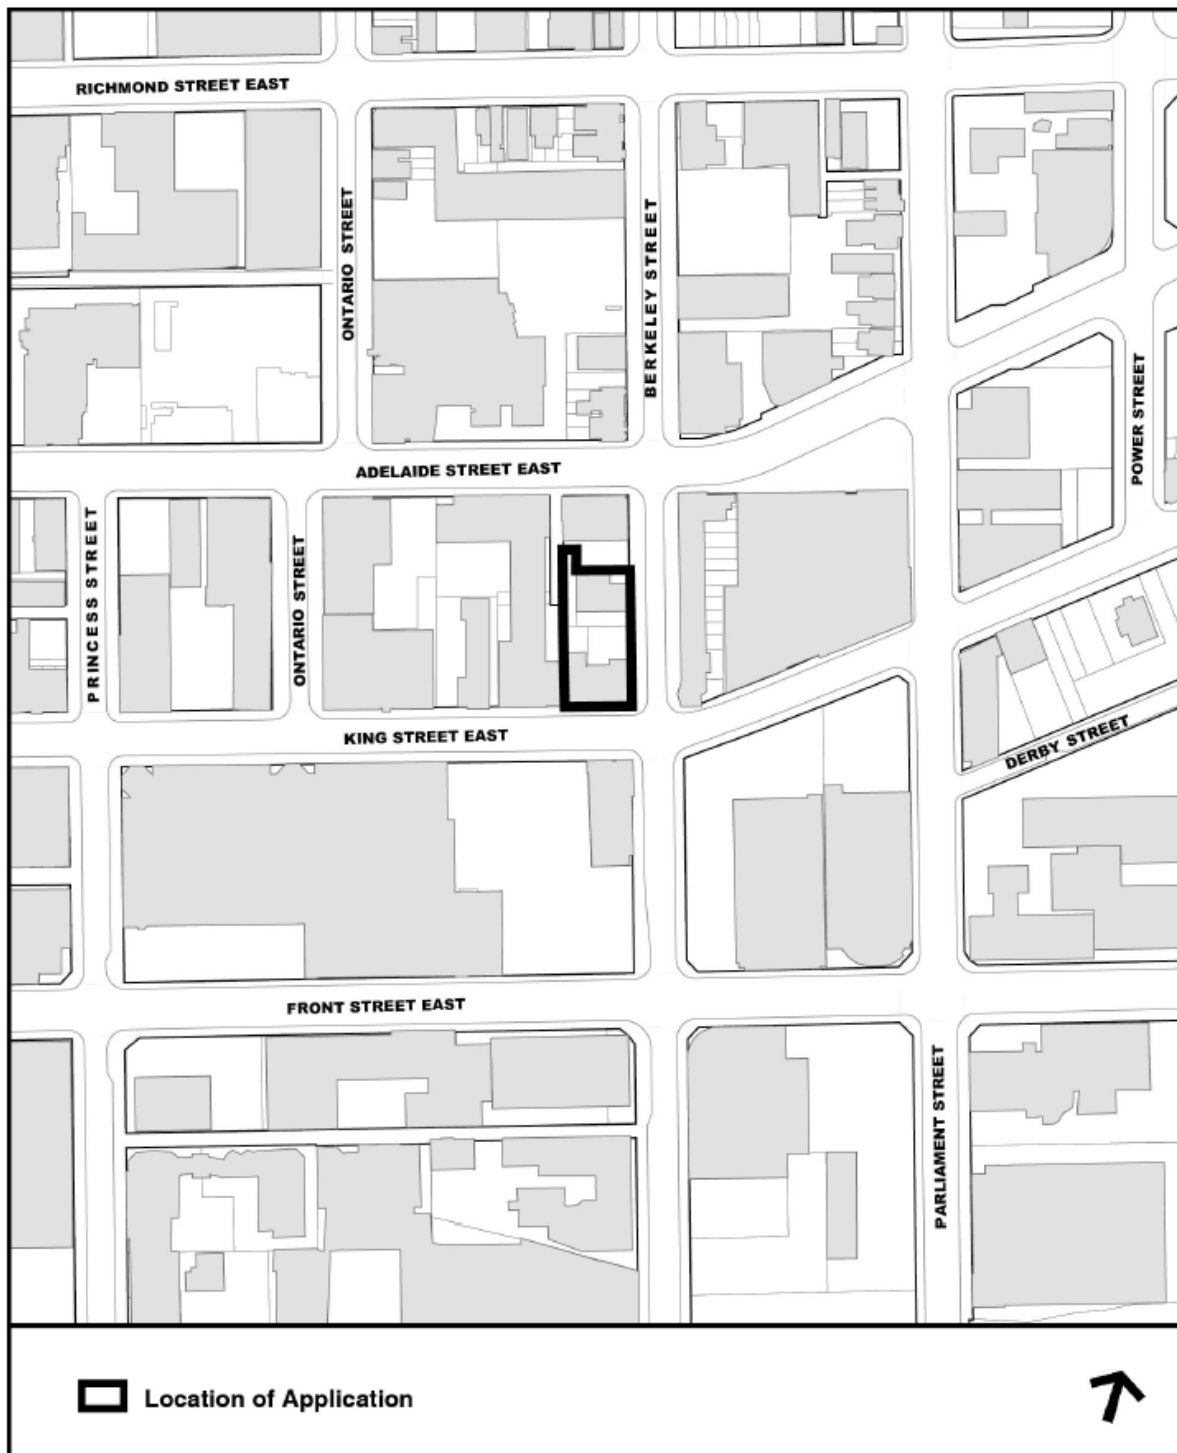 RICHMOND STREET EAST
ONTARIO STREET
BERKELEY STREET
POWER STREET
ADELAIDE STREET EAST
PRINCESS STREET
ONTARIO STREET
KING STREET EAST
DERBY STREET
FRONT STREET EAST
PARLIAMENT STREET
Location of Application